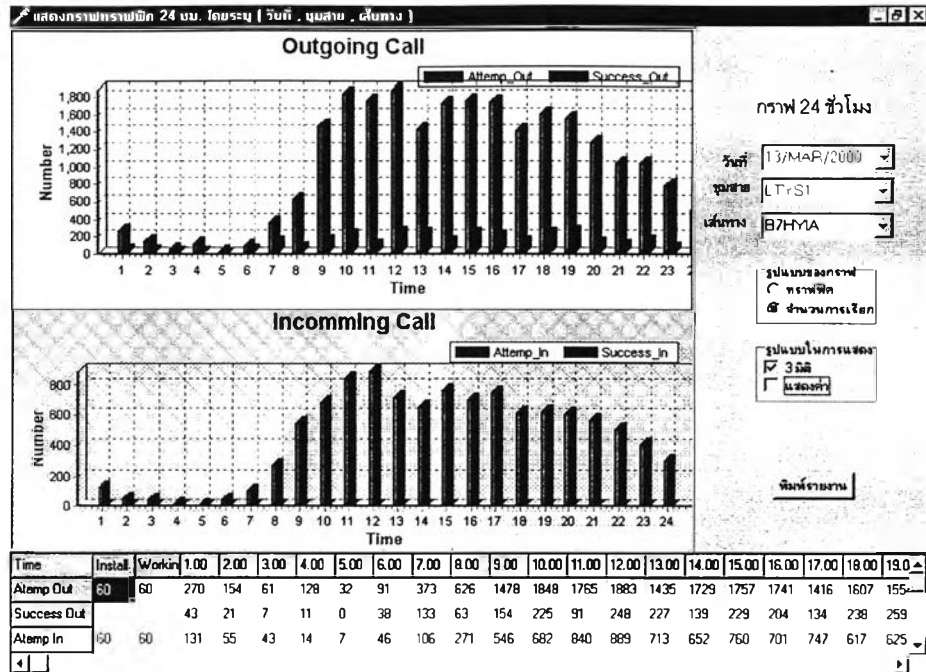 แสดงกราฟทราฟฟิค 24 ชม. โดยระบุ ( วันที่ , ชุมสาย , เส้นทาง )
Outgoing Call
Attemp_Out Success_Out
Number
1,800
1,600
1,400
1,200
1,000
800
600
400
200
0
1 2 3 4 5 6 7 8 9 10 11 12 13 14 15 16 17 18 19 20 21 22 23
Time
Incomming Call
Attemp_In Success_In
Number
800
600
400
200
0
1 2 3 4 5 6 7 8 9 10 11 12 13 14 15 16 17 18 19 20 21 22 23 24
Time
กราฟ 24 ชั่วโมง
วันที่ 13/MAR/2000
ชุมสาย LTYS1
เส้นทาง B7HYIA
รูปแบบของกราฟ
ทราฟฟิค
จำนวนการเรียก
รูปแบบในการแสดง
3 มิติ
แสดงค่า
พิมพ์รายงาน
Time Install. Workin 1.00 2.00 3.00 4.00 5.00 6.00 7.00 8.00 9.00 10.00 11.00 12.00 13.00 14.00 15.00 16.00 17.00 18.00 19.0
Atemp Out 60 60 270 154 61 128 32 91 373 626 1478 1848 1765 1883 1435 1729 1757 1741 1416 1607 155
Success Out 43 21 7 11 0 38 133 63 154 225 91 248 227 139 229 204 134 238 259
Atemp In 60 60 131 55 43 14 7 46 106 271 546 682 840 889 713 652 760 701 747 617 625